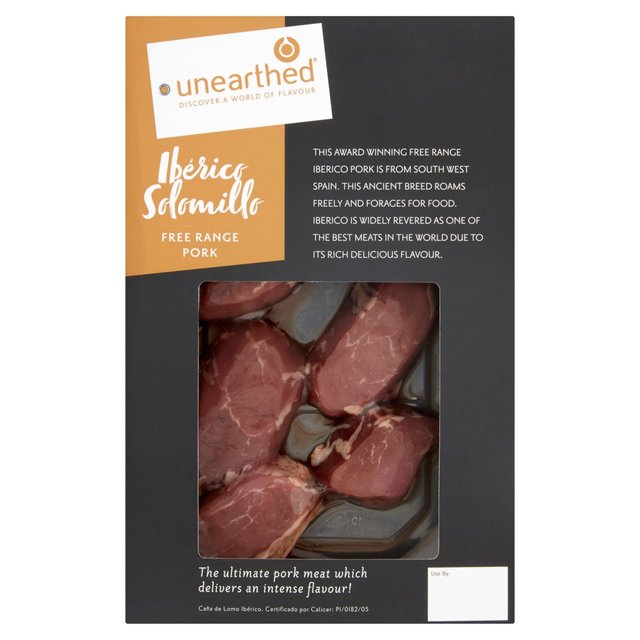 unearthed®
DISCOVER A WORLD OF FLAVOUR
Ibérico
Solomillo
FREE RANGE
PORK
THIS AWARD WINNING FREE RANGE
IBERICO PORK IS FROM SOUTH WEST
SPAIN. THIS ANCIENT BREED ROAMS
FREELY AND FORAGES FOR FOOD.
IBERICO IS WIDELY REVERED AS ONE OF
THE BEST MEATS IN THE WORLD DUE TO
ITS RICH DELICIOUS FLAVOUR.
The ultimate pork meat which
delivers an intense flavour!
Caña de Lomo Ibérico. Certificado por Calicer: PI/0182/05
Use By: